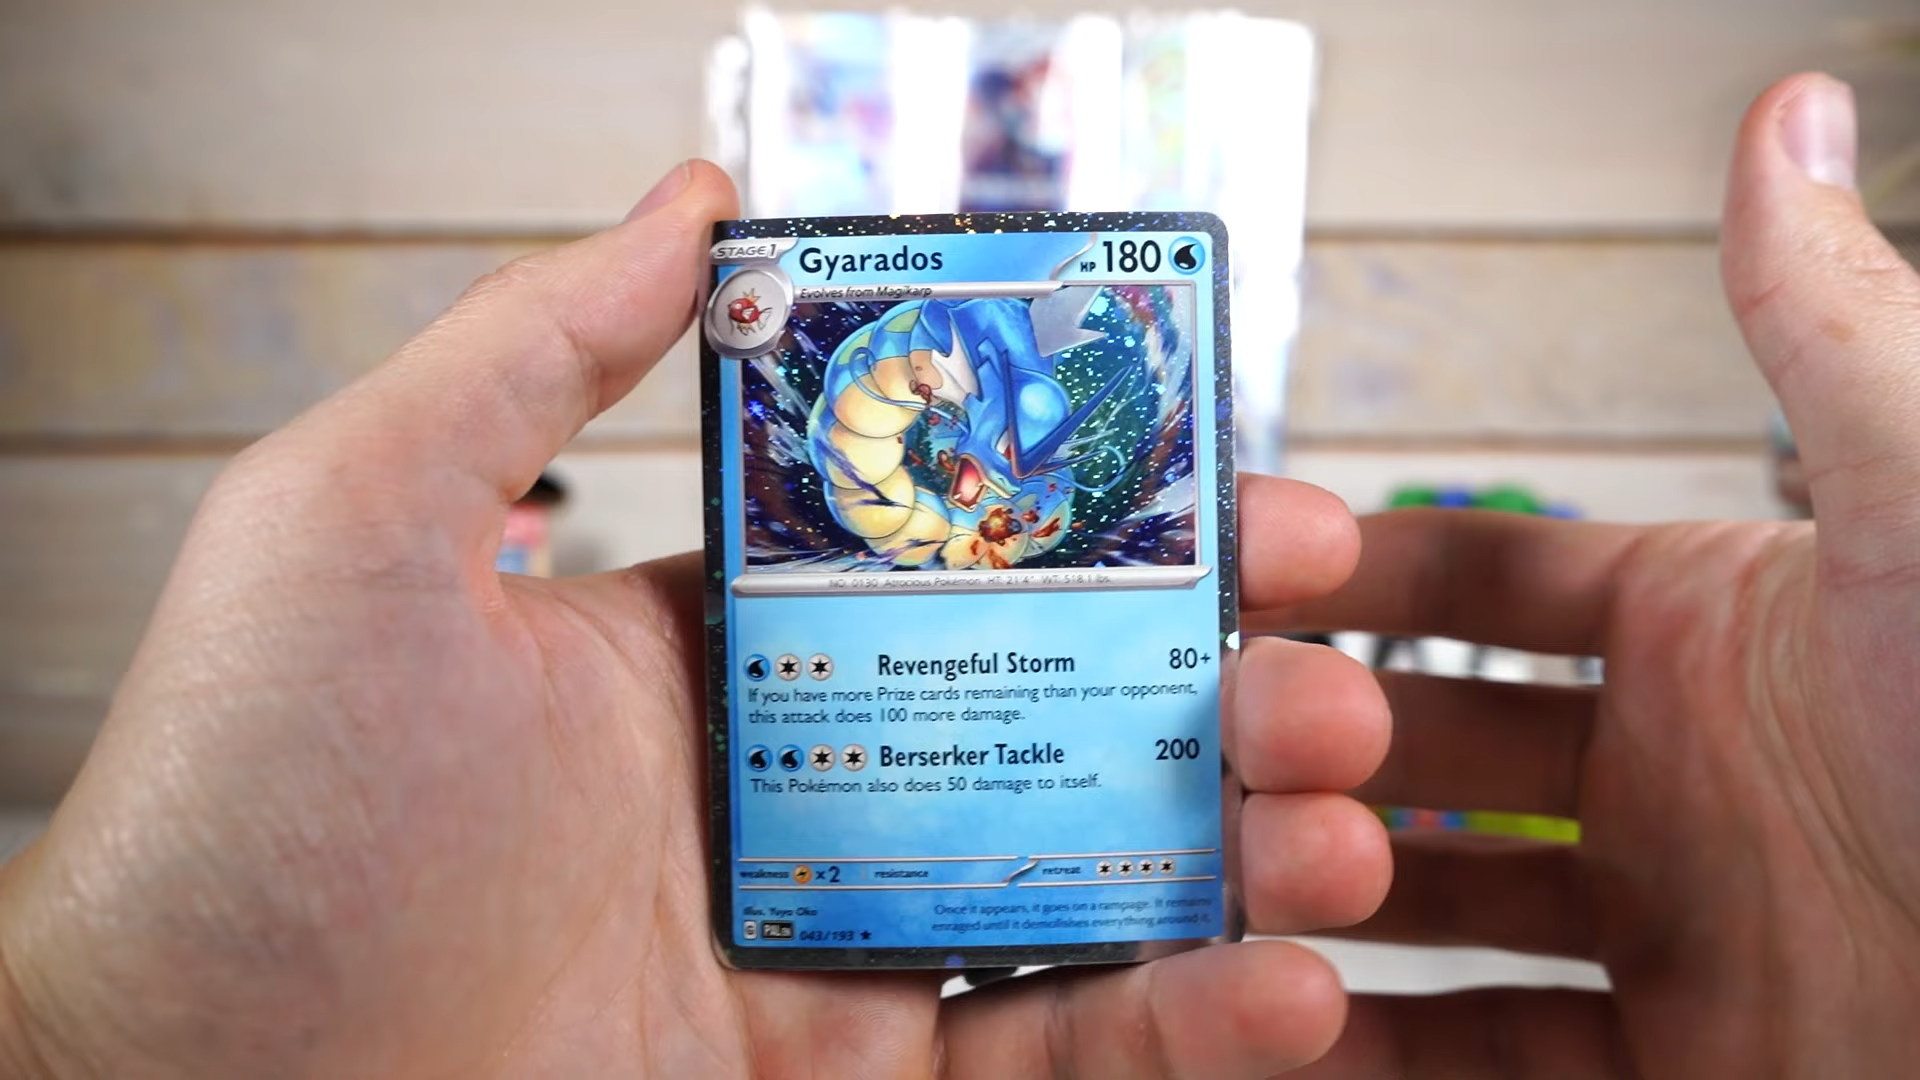 STAGE 1
Gyarados
HP 180
Evolves from Magikarp
NO. 0130 Atrocious Pokémon HT: 21'4" WT: 518.1 lbs.
Revengeful Storm 80+
If you have more Prize cards remaining than your opponent,
this attack does 100 more damage.
Berserker Tackle 200
This Pokémon also does 50 damage to itself.
weakness x2 resistance retreat
Illus. Yuya Oka
Once it appears, it goes on a rampage. It remains
enraged until it demolishes everything around it.
G PAL EN 043/193 ★